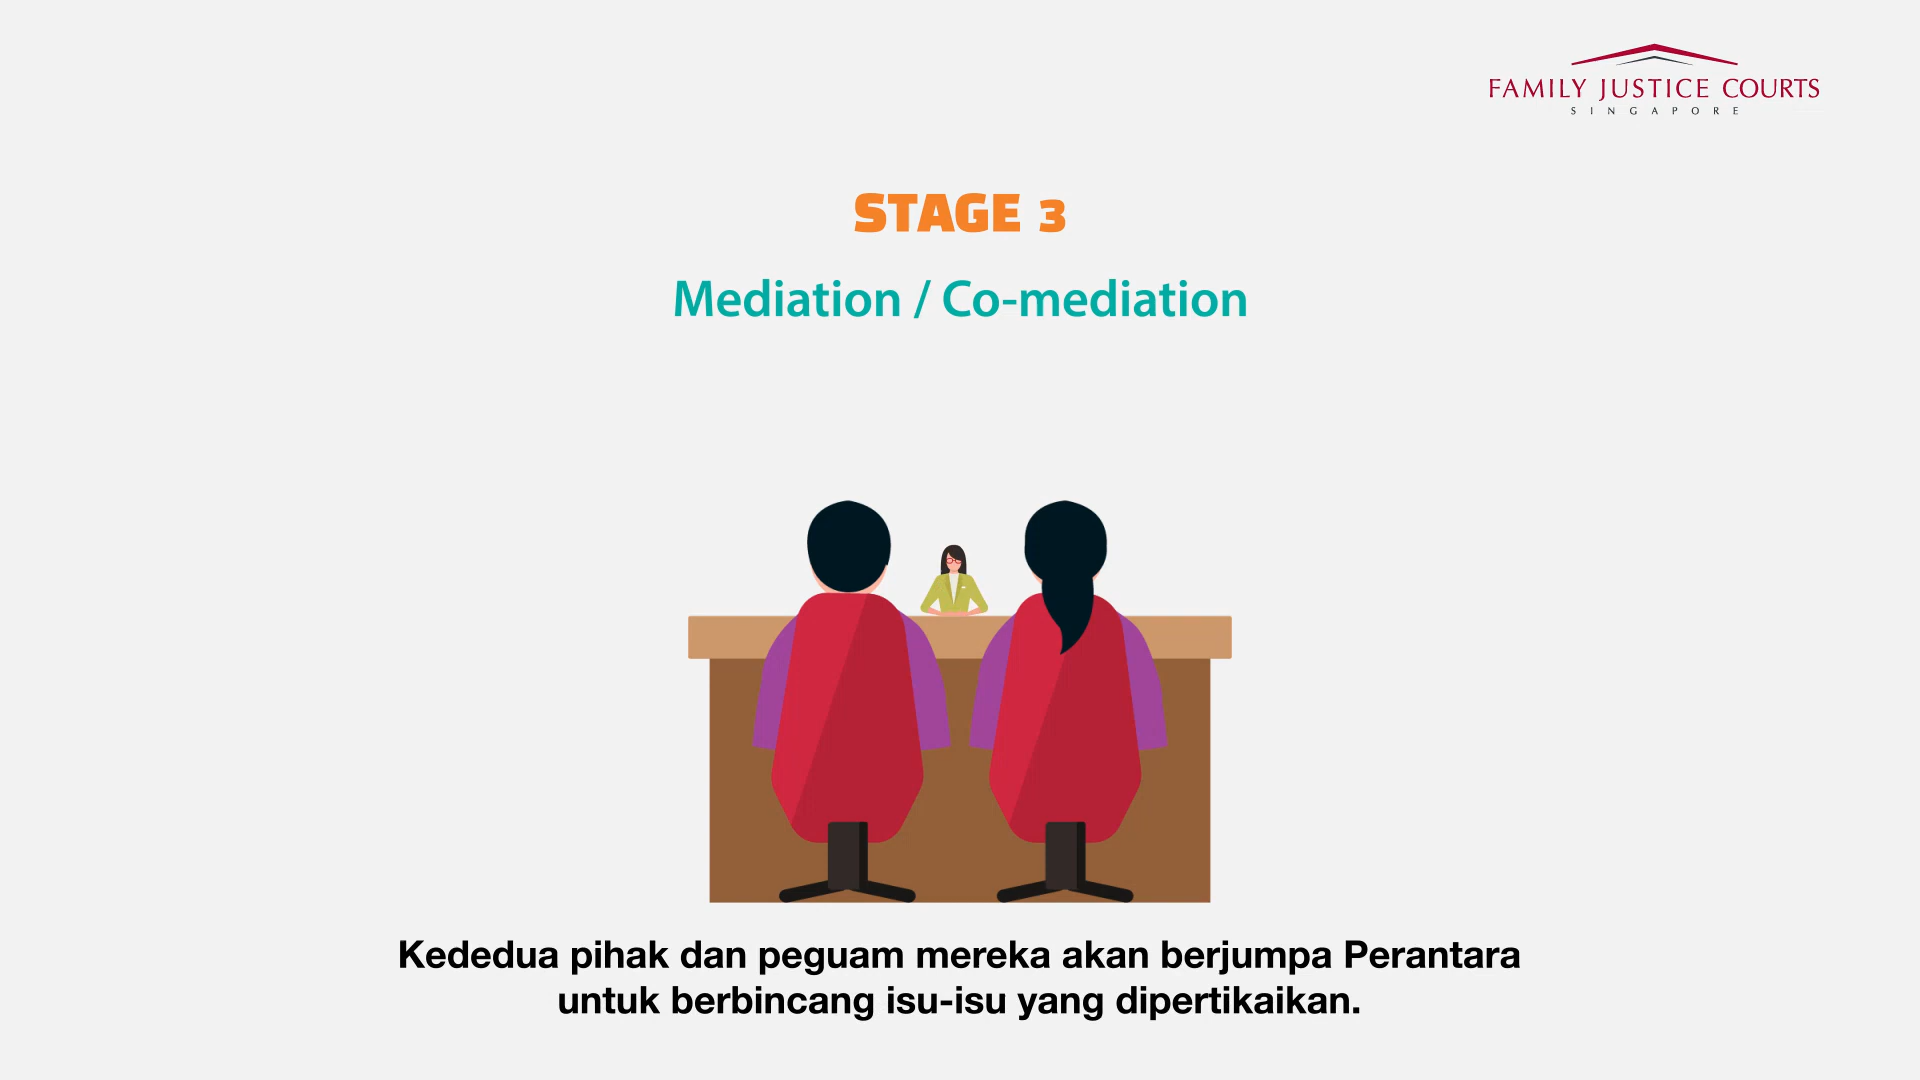 FAMILY JUSTICE COURTS
SINGAPORE
STAGE 3
Mediation / Co-mediation
Kededua pihak dan peguam mereka akan berjumpa Perantara
untuk berbincang isu-isu yang dipertikaikan.